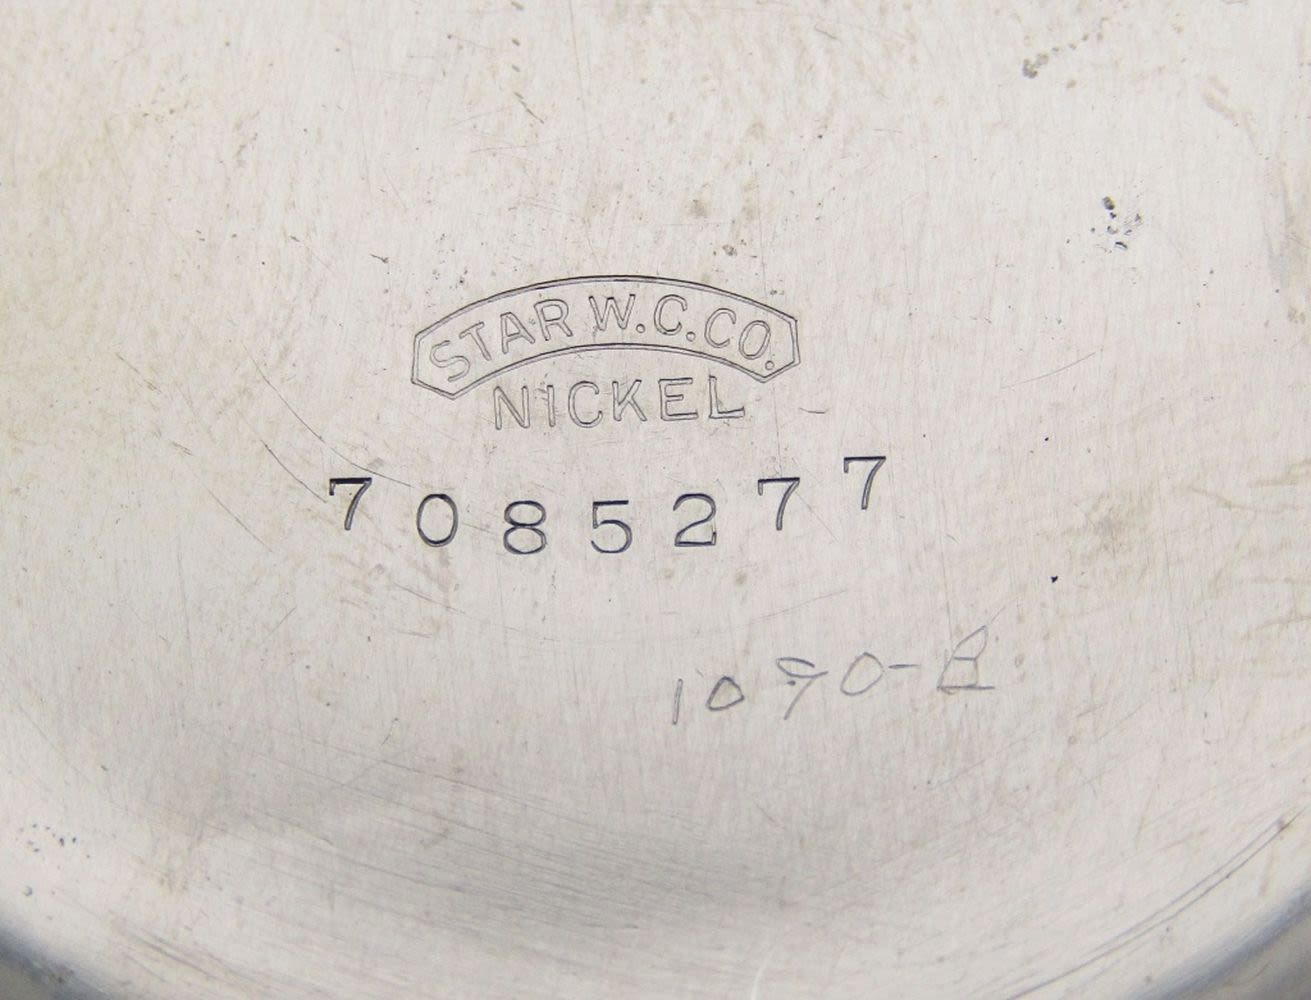 STAR W.C.CO.
NICKEL
7085277
1090-B